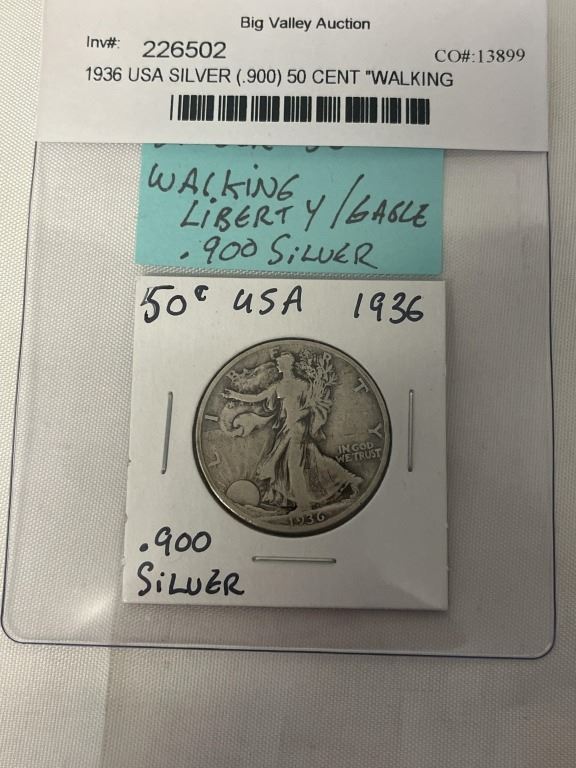 Big Valley Auction
Inv#: 226502 CO#:13899
1936 USA SILVER (.900) 50 CENT "WALKING
WALKING
LIBERTY/EAGLE
.900 SILVER
50¢ USA 1936
LIBERTY
IN GOD
WE TRUST
1936
.900
SILVER